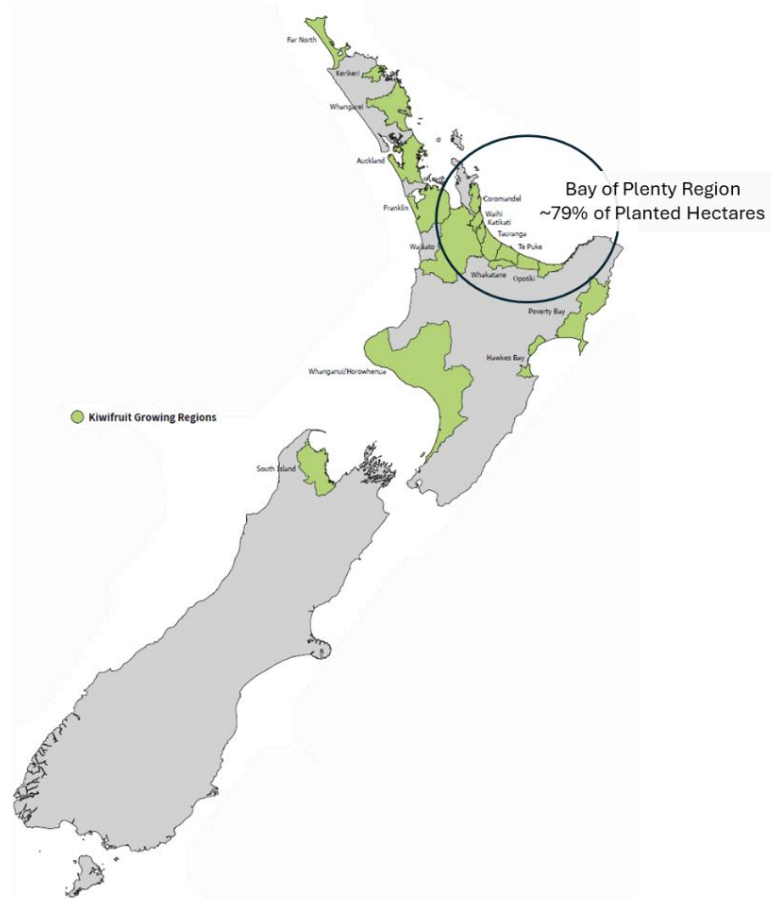 Far North
Kerikeri
Whangarei
Auckland
Coromandel
Bay of Plenty Region
~79% of Planted Hectares
Franklin
Waihi
Katikati
Tauranga
Waikato
Te Puke
Whakatane
Opotiki
Poverty Bay
Hawkes Bay
Whanganui/Horowhenua
Kiwifruit Growing Regions
South Island